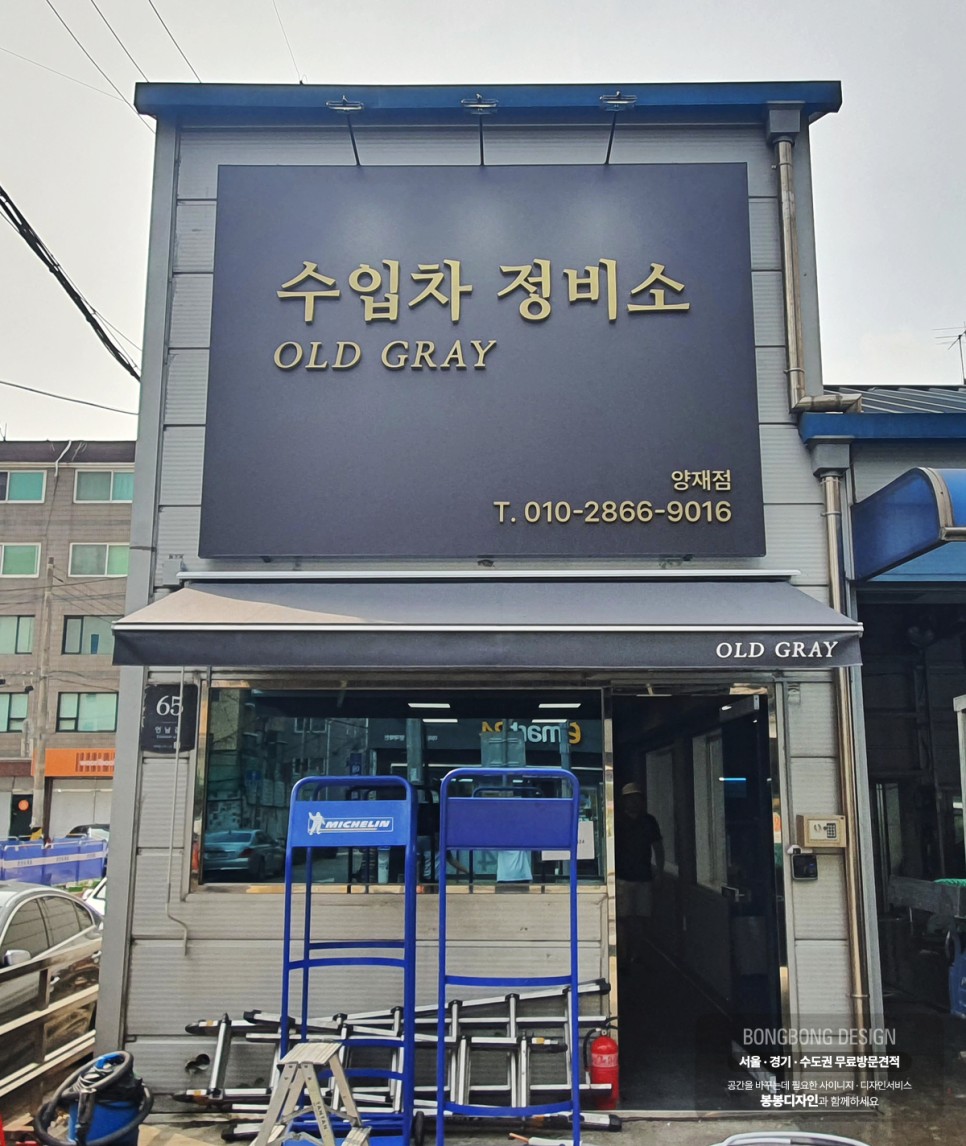 수입차 정비소
OLD GRAY
양재점
T. 010-2866-9016
OLD GRAY
65
MICHELIN
BONGBONG DESIGN
서울 · 경기 · 수도권 무료방문견적
공간을 바꾸는데 필요한 사이니지 · 디자인서비스
봉봉디자인과 함께하세요